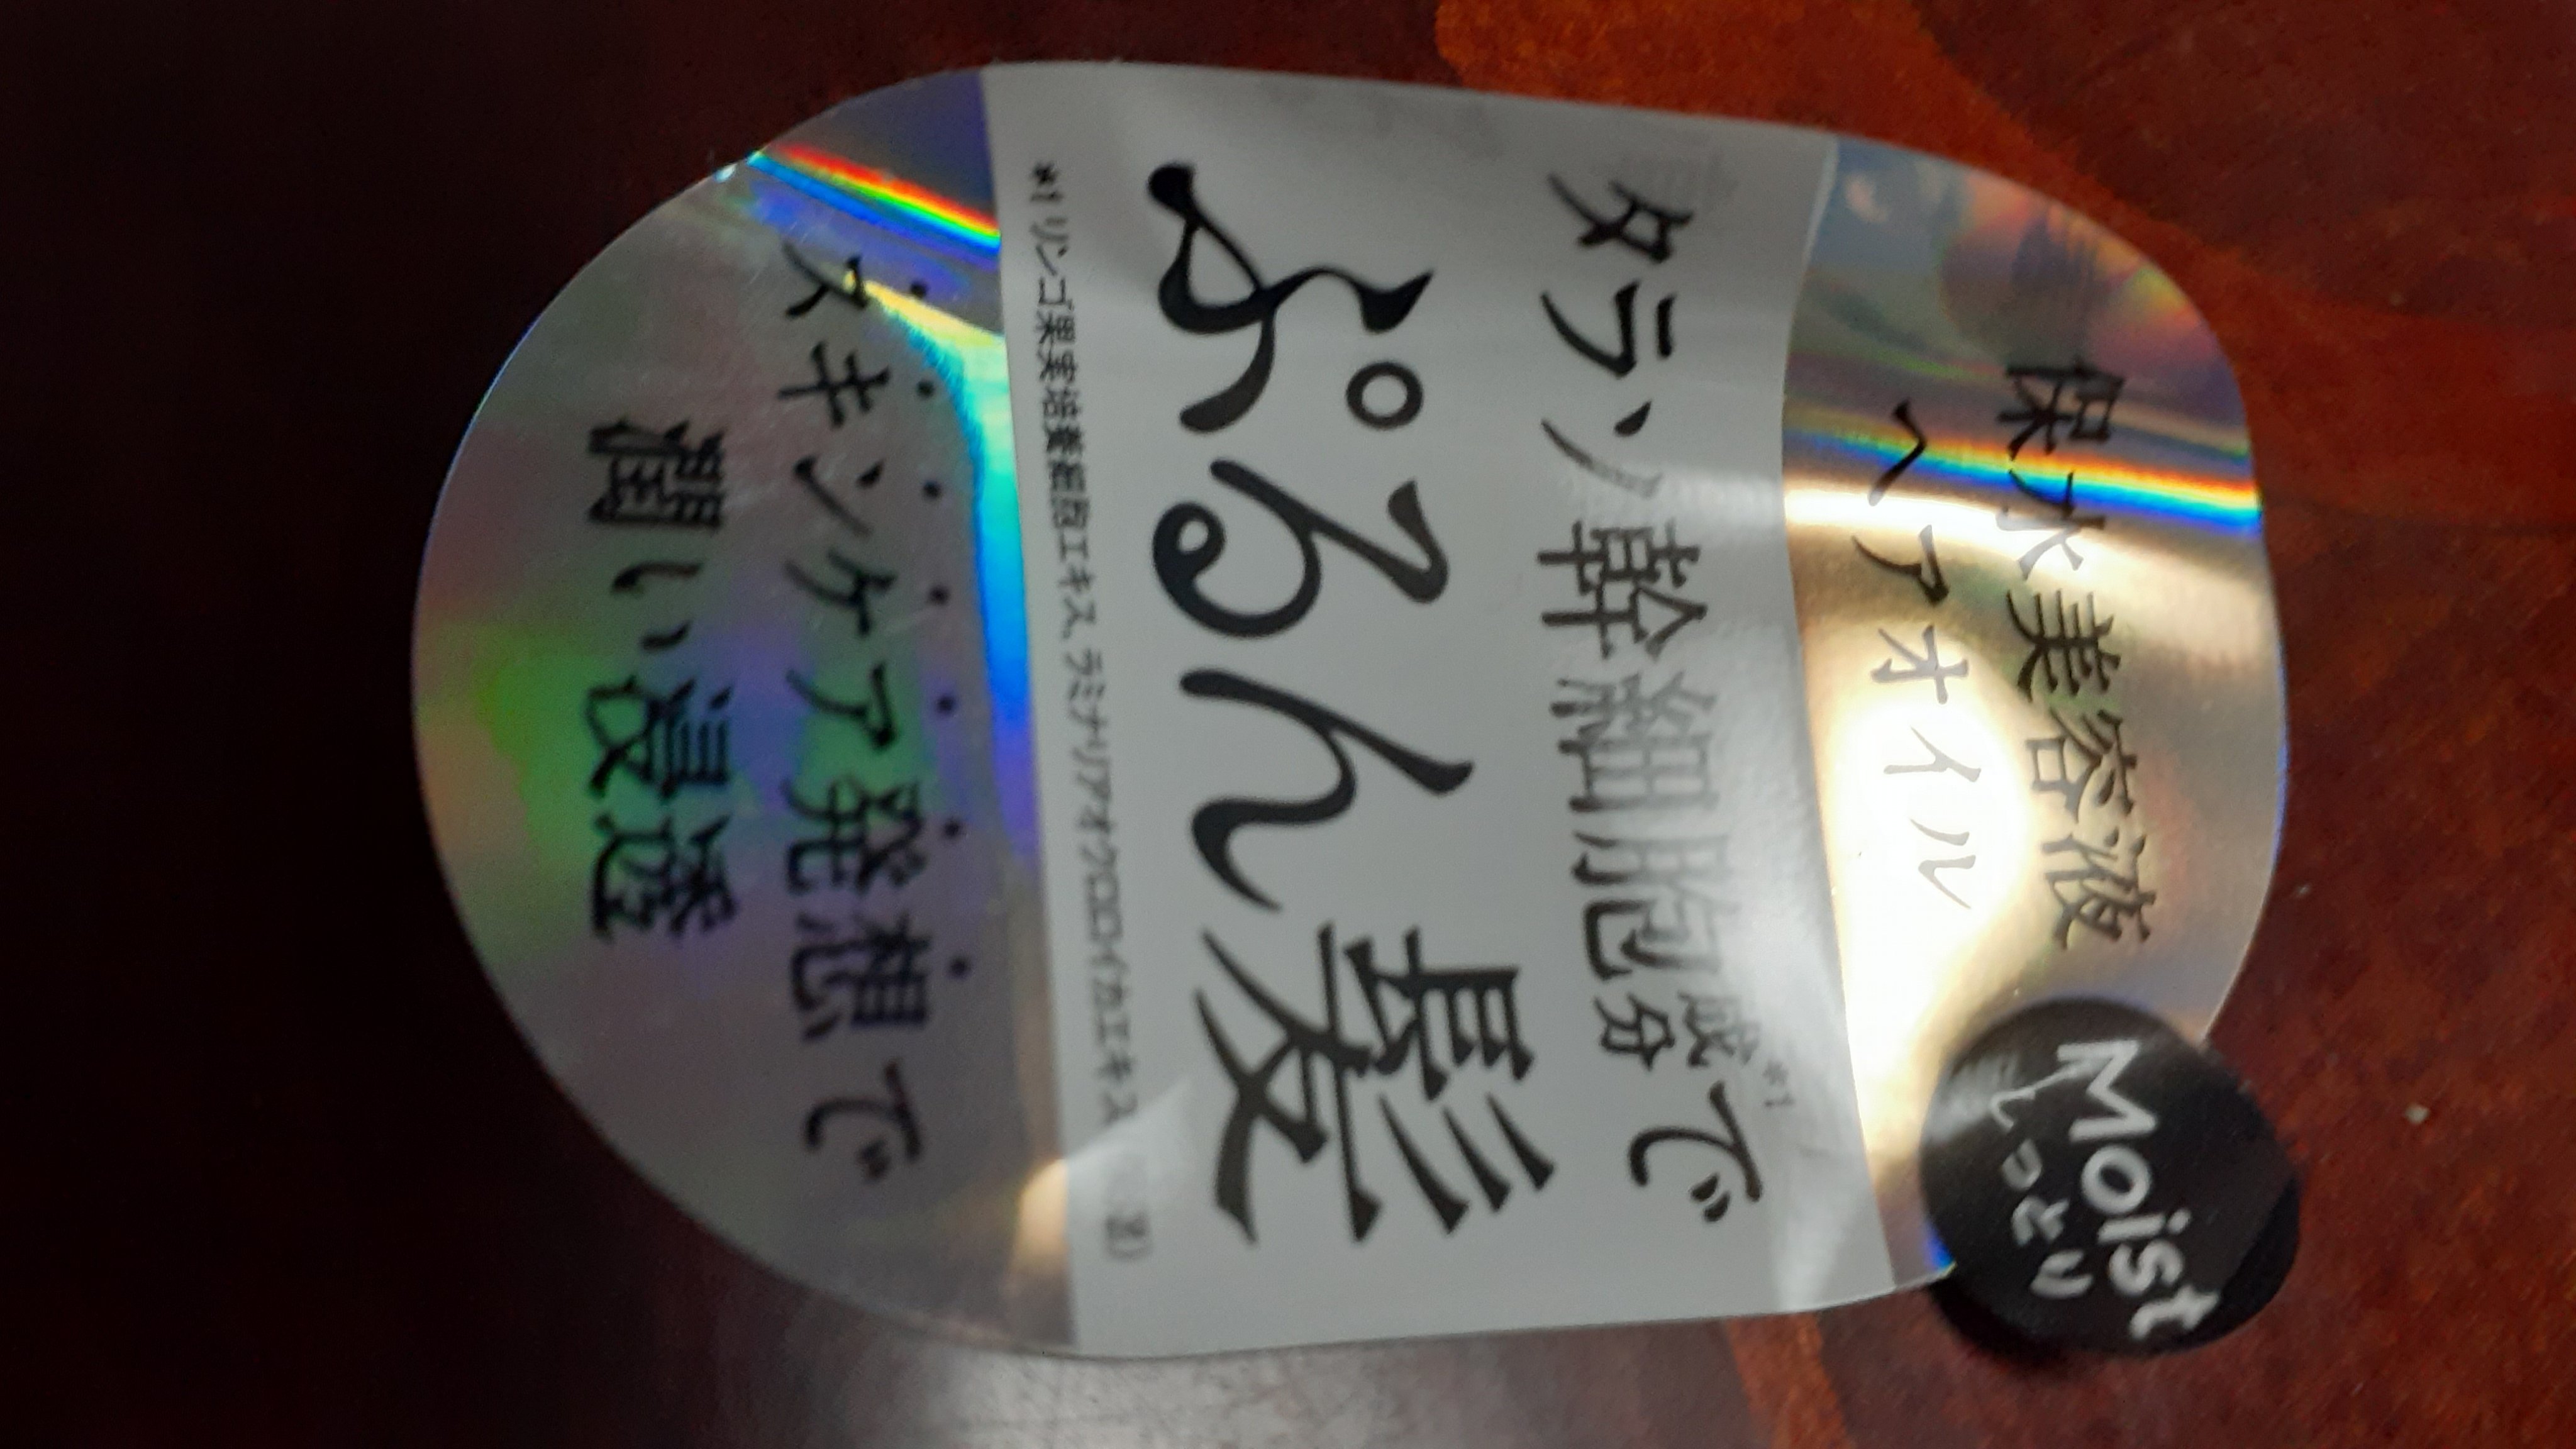 保水美容液
ヘアオイル
Moist
しっとり
タラソ幹細胞成分*1で
ぷるん髪
*1 リンゴ果実培養細胞エキス、ラミナリアオクロロイカエキス
スキンケア発想で
潤い浸透